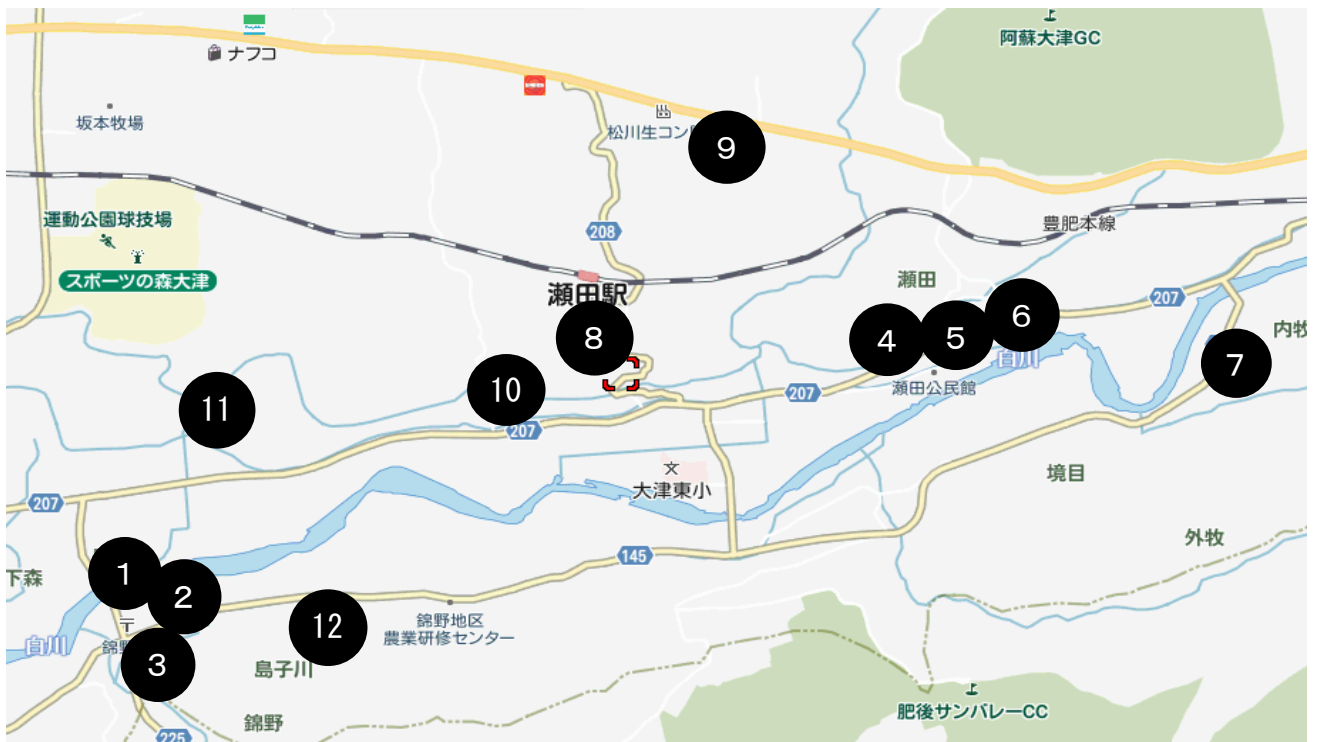 阿蘇大津GC
ナフコ
坂本牧場
松川生コン
9
運動公園球技場
208
豊肥本線
スポーツの森大津
瀬田駅
瀬田
207
6
8
4
5
白川
内牧
7
瀬田公民館
10
207
11
207
大津東小
境目
207
外牧
145
下森
1
2
12
錦野地区
農業研修センター
白川
錦野
3
島子川
肥後サンバレーCC
錦野
225